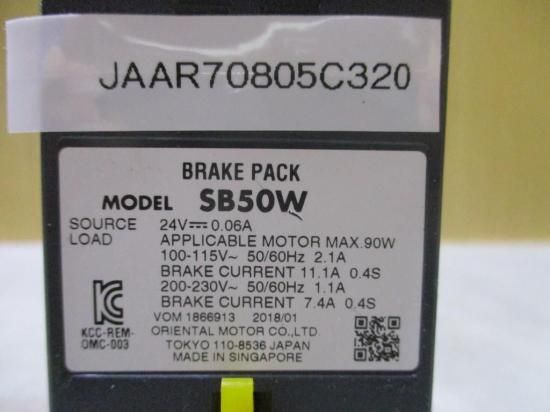 JAAR70805C320
BRAKE PACK
MODEL SB50W
SOURCE 24V⎓ 0.06A
LOAD APPLICABLE MOTOR MAX.90W
100-115V~ 50/60Hz 2.1A
BRAKE CURRENT 11.1A 0.4S
200-230V~ 50/60Hz 1.1A
BRAKE CURRENT 7.4A 0.4S
VOM 1866913 2018/01
ORIENTAL MOTOR CO.,LTD
TOKYO 110-8536 JAPAN
MADE IN SINGAPORE
KCC-REM-
OMC-003